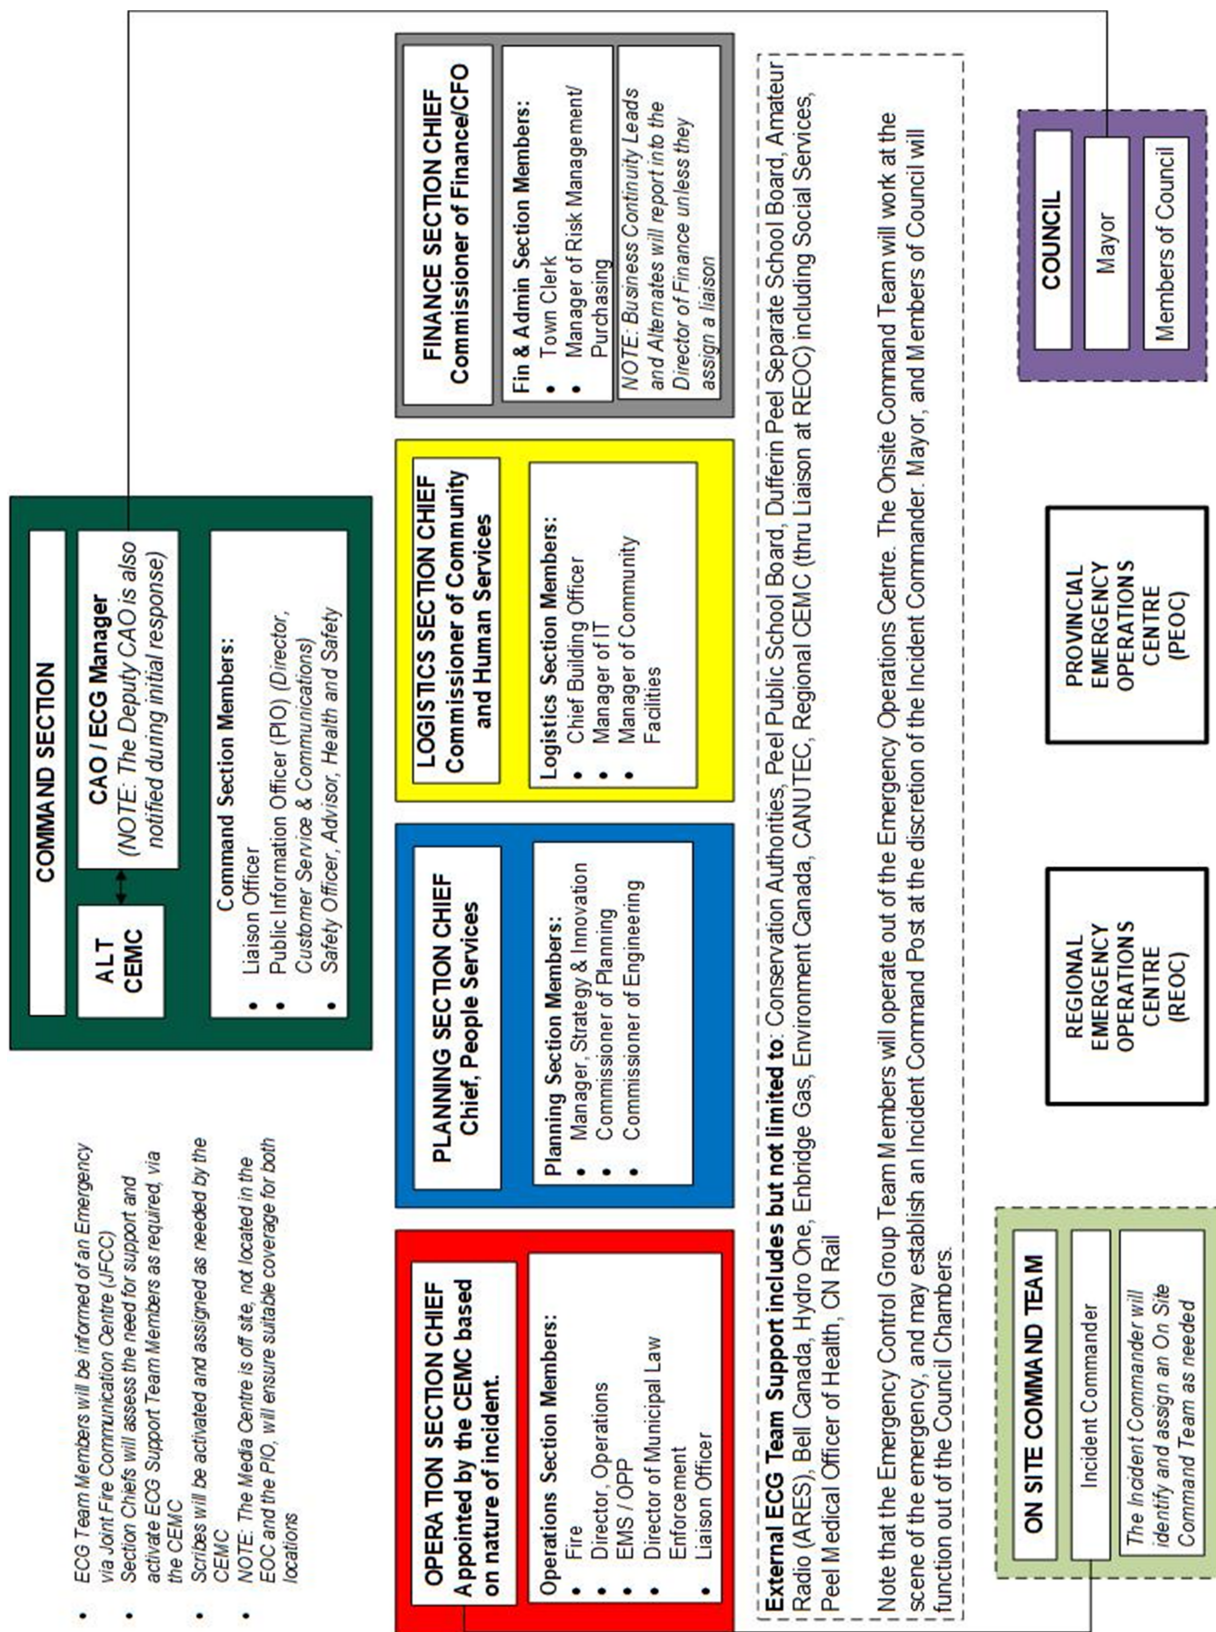 • ECG Team Members will be informed of an Emergency
via Joint Fire Communication Centre (JFCC)
• Section Chiefs will assess the need for support and
activate ECG Support Team Members as required, via
the CEMC
• Scribes will be activated and assigned as needed by the
CEMC
• NOTE: The Media Centre is off site, not located in the
EOC and the PIO, will ensure suitable coverage for both
locations
COMMAND SECTION
ALT
CEMC
CAO / ECG Manager
(NOTE: The Deputy CAO is also
notified during initial response)
Command Section Members:
• Liaison Officer
• Public Information Officer (PIO) (Director,
Customer Service & Communications)
• Safety Officer, Advisor, Health and Safety
OPERATION SECTION CHIEF
Appointed by the CEMC based
on nature of incident.
Operations Section Members:
• Fire
• Director, Operations
• EMS / OPP
• Director of Municipal Law
Enforcement
• Liaison Officer
PLANNING SECTION CHIEF
Chief, People Services
Planning Section Members:
• Manager, Strategy & Innovation
• Commissioner of Planning
• Commissioner of Engineering
LOGISTICS SECTION CHIEF
Commissioner of Community
and Human Services
Logistics Section Members:
• Chief Building Officer
• Manager of IT
• Manager of Community
Facilities
FINANCE SECTION CHIEF
Commissioner of Finance/CFO
Fin & Admin Section Members:
• Town Clerk
• Manager of Risk Management/
Purchasing
NOTE: Business Continuity Leads
and Alternates will report into the
Director of Finance unless they
assign a liaison
External ECG Team Support includes but not limited to: Conservation Authorities, Peel Public School Board, Dufferin Peel Separate School Board, Amateur
Radio (ARES), Bell Canada, Hydro One, Enbridge Gas, Environment Canada, CANUTEC, Regional CEMC (thru Liaison at REOC) including Social Services,
Peel Medical Officer of Health, CN Rail
Note that the Emergency Control Group Team Members will operate out of the Emergency Operations Centre. The Onsite Command Team will work at the
scene of the emergency, and may establish an Incident Command Post at the discretion of the Incident Commander. Mayor, and Members of Council will
function out of the Council Chambers.
ON SITE COMMAND TEAM
Incident Commander
The Incident Commander will
identify and assign an On Site
Command Team as needed
REGIONAL
EMERGENCY
OPERATIONS
CENTRE
(REOC)
PROVINCIAL
EMERGENCY
OPERATIONS
CENTRE
(PEOC)
COUNCIL
Mayor
Members of Council